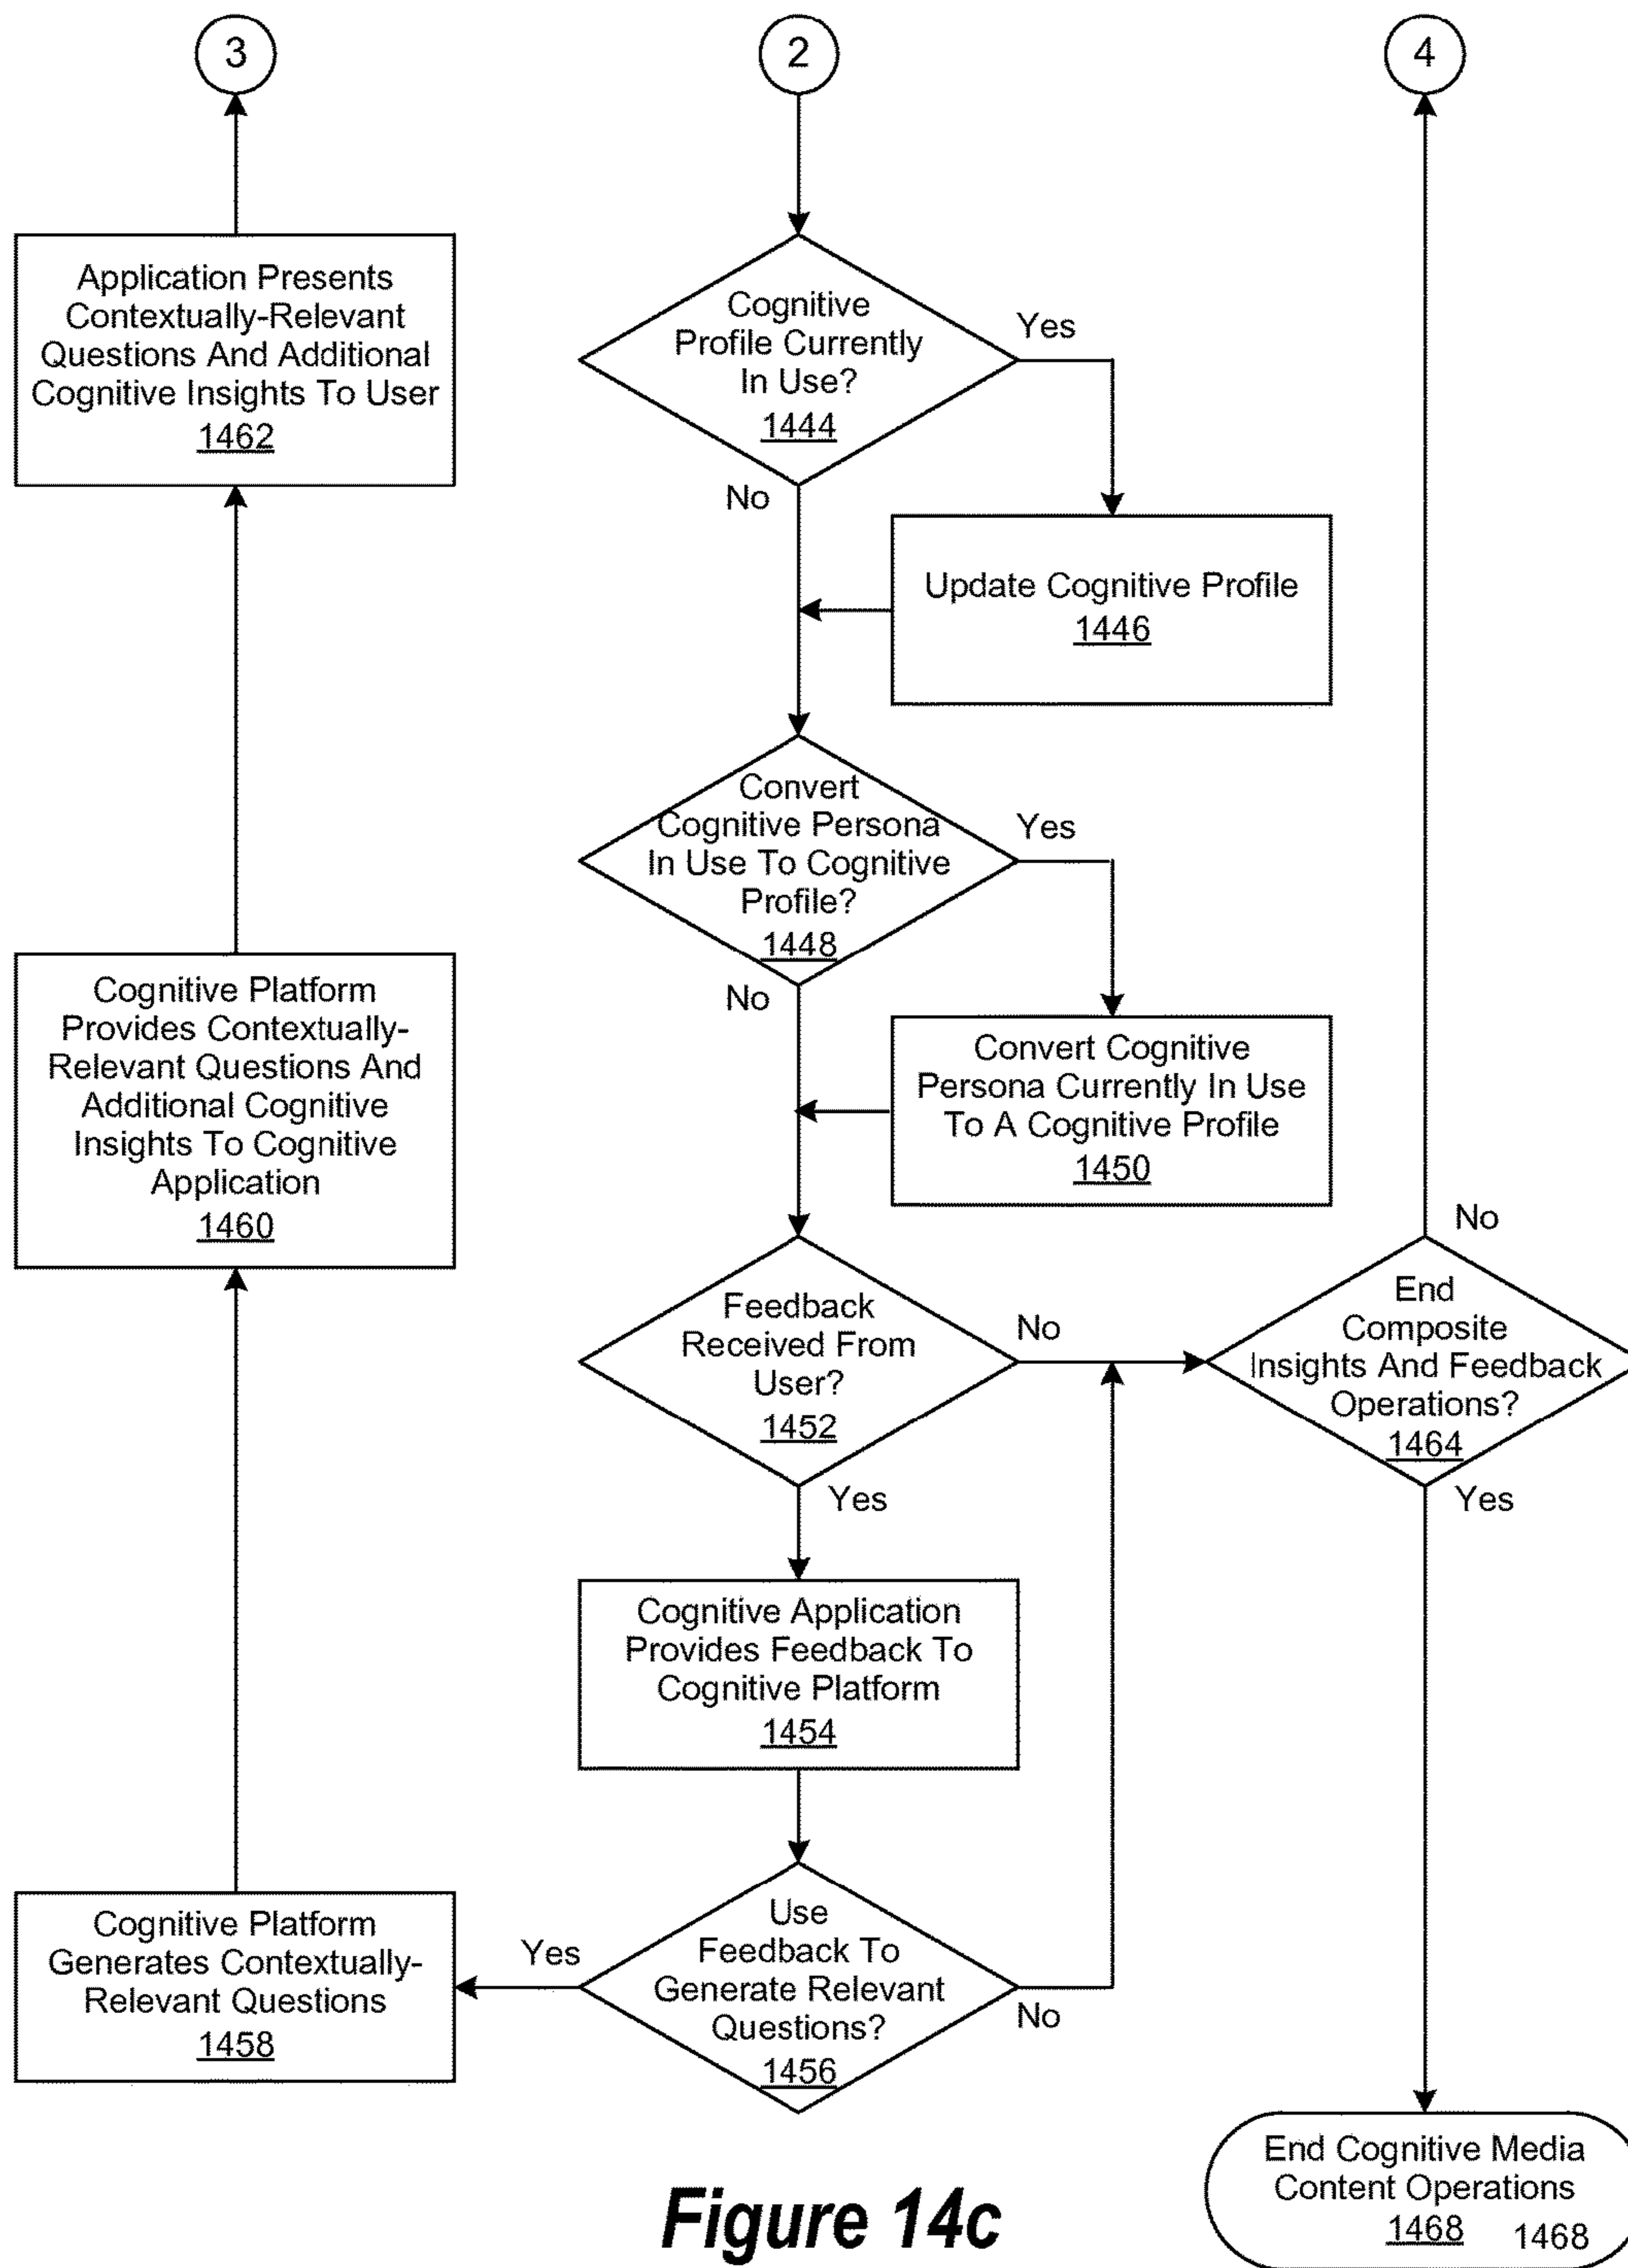 3
2
4
Application Presents
Contextually-Relevant
Questions And Additional
Cognitive Insights To User
1462
Cognitive
Profile Currently
In Use?
1444
Yes
No
Update Cognitive Profile
1446
Convert
Cognitive Persona
In Use To Cognitive
Profile?
1448
Yes
No
Convert Cognitive
Persona Currently In Use
To A Cognitive Profile
1450
Cognitive Platform
Provides Contextually-
Relevant Questions And
Additional Cognitive
Insights To Cognitive
Application
1460
Feedback
Received From
User?
1452
No
Yes
No
End
Composite
Insights And Feedback
Operations?
1464
Yes
Cognitive Application
Provides Feedback To
Cognitive Platform
1454
Use
Feedback To
Generate Relevant
Questions?
1456
Yes
No
Cognitive Platform
Generates Contextually-
Relevant Questions
1458
End Cognitive Media
Content Operations
1468 1468
Figure 14c